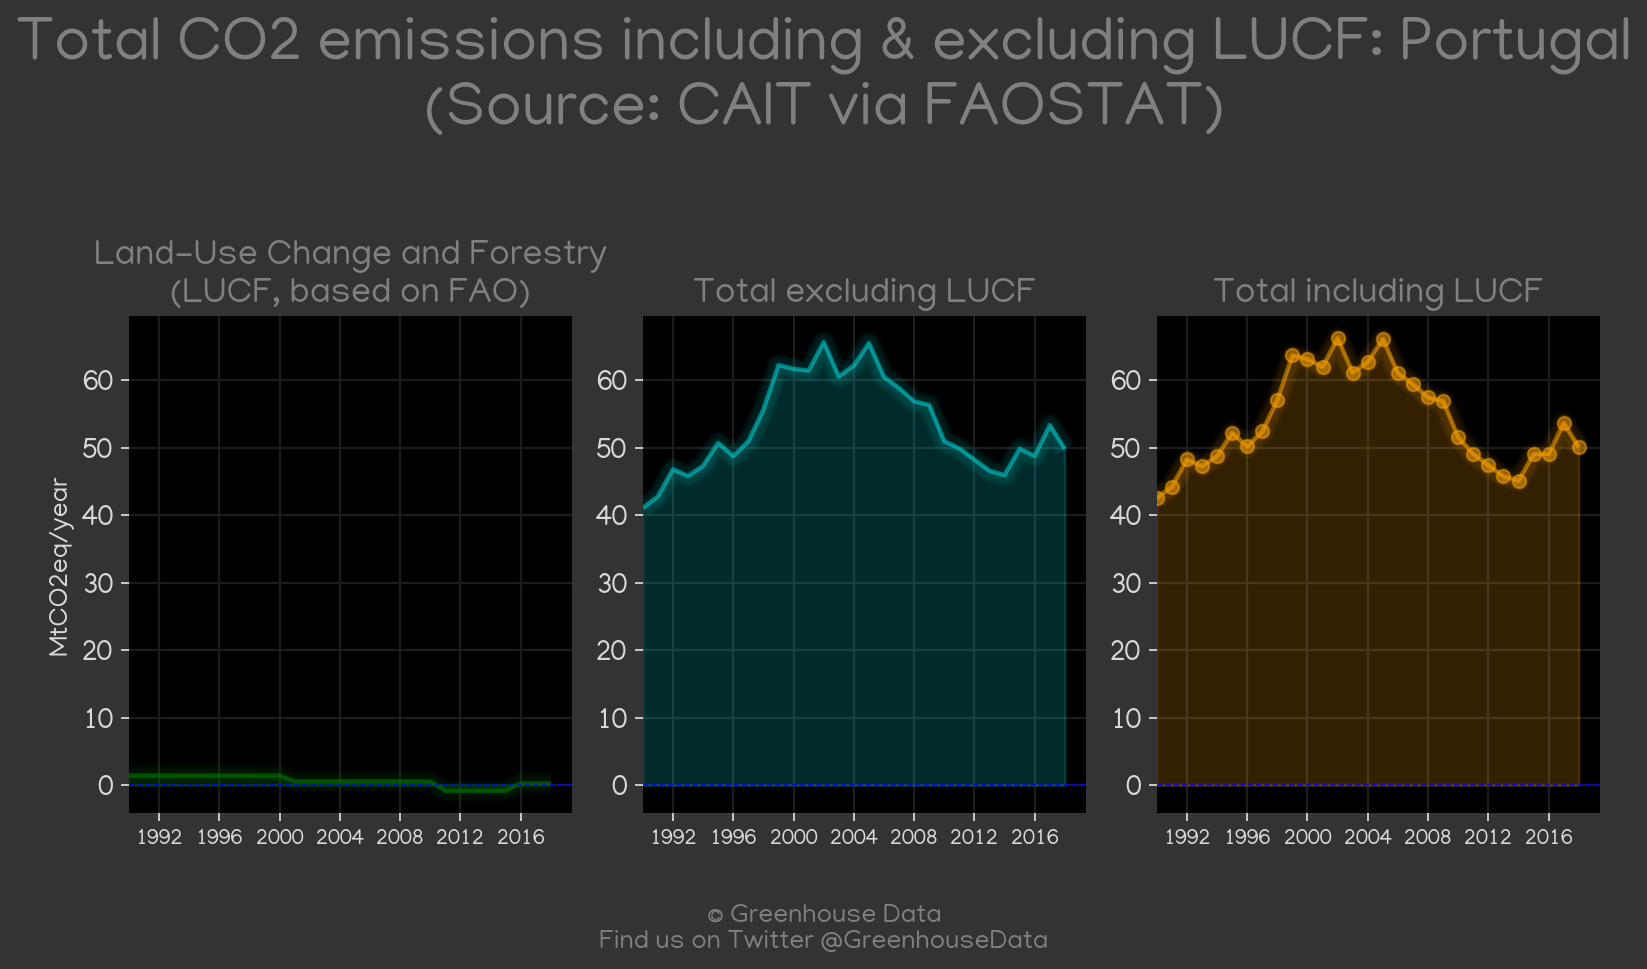 Total CO2 emissions including & excluding LUCF: Portugal
(Source: CAIT via FAOSTAT)
Land-Use Change and Forestry
(LUCF, based on FAO)
MtCO2eq/year
60
50
40
30
20
10
0
1992 1996 2000 2004 2008 2012 2016
Total excluding LUCF
60
50
40
30
20
10
0
1992 1996 2000 2004 2008 2012 2016
Total including LUCF
60
50
40
30
20
10
0
1992 1996 2000 2004 2008 2012 2016
© Greenhouse Data
Find us on Twitter @GreenhouseData